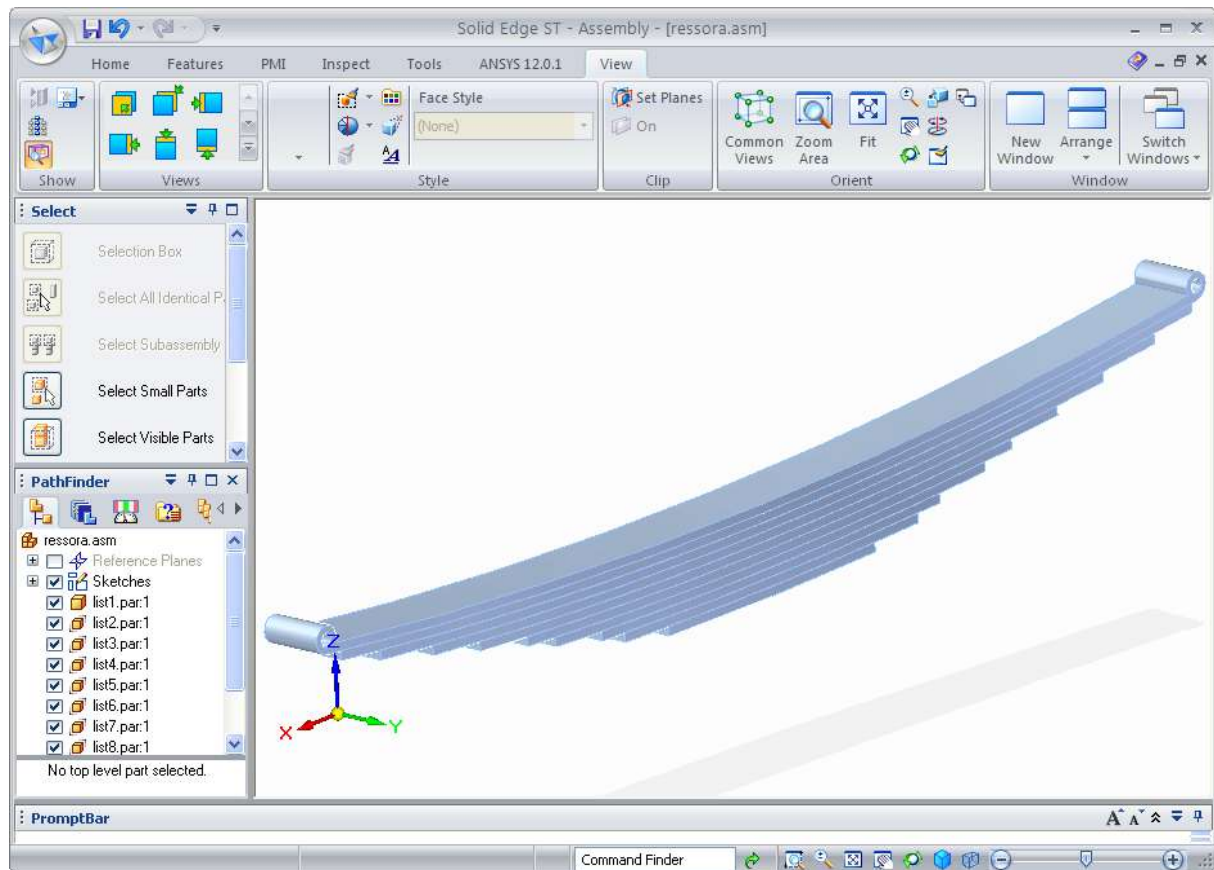 Solid Edge ST - Assembly - [ressora.asm]
Home Features PMI Inspect Tools ANSYS 12.0.1 View
Face Style
(None)
Set Planes
On
Common Views
Zoom Area
Fit
New Window
Arrange
Switch Windows
Show Views Style Clip Orient Window
Select
Selection Box
Select All Identical P
Select Subassembly
Select Small Parts
Select Visible Parts
PathFinder
ressora.asm
Reference Planes
Sketches
list1.par:1
list2.par:1
list3.par:1
list4.par:1
list5.par:1
list6.par:1
list7.par:1
list8.par:1
No top level part selected.
Z
X
Y
PromptBar
Command Finder